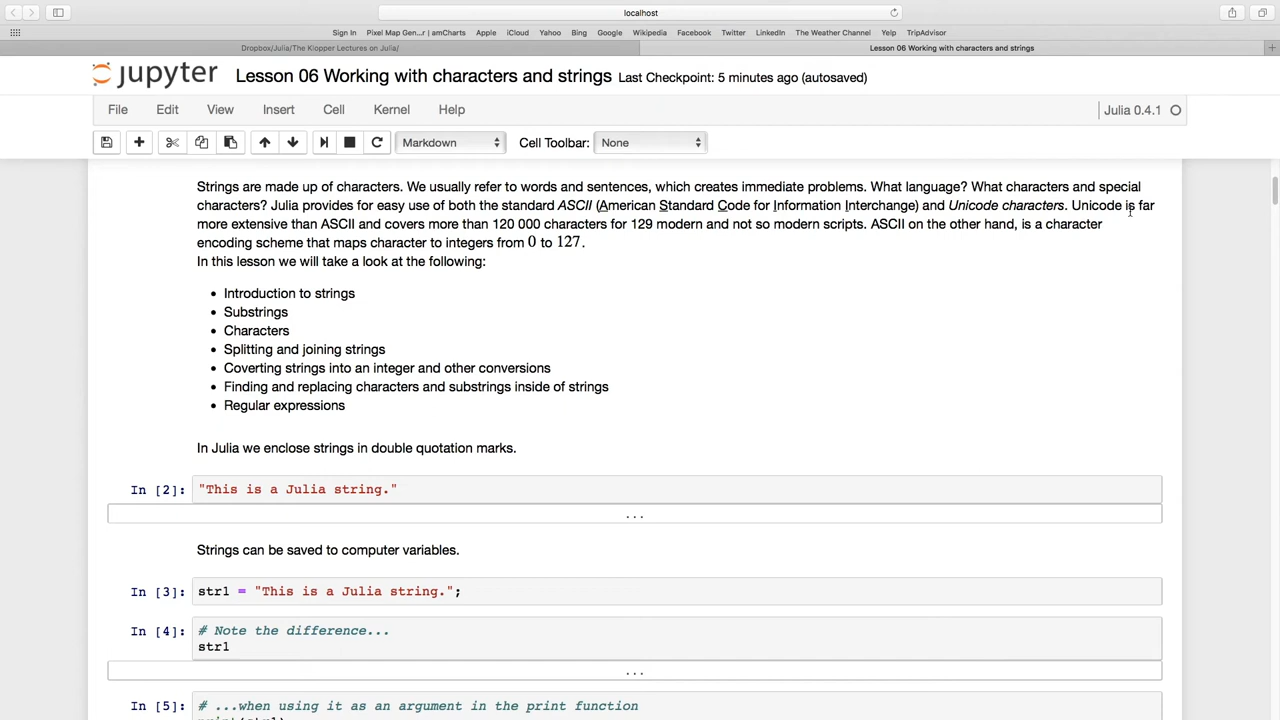 localhost
Sign In Pixel Map Gen...r | amCharts Apple iCloud Yahoo Bing Google Wikipedia Facebook Twitter LinkedIn The Weather Channel Yelp TripAdvisor
Dropbox/Julia/The Klopper Lectures on Julia/ Lesson 06 Working with characters and strings
jupyter Lesson 06 Working with characters and strings Last Checkpoint: 5 minutes ago (autosaved)
File Edit View Insert Cell Kernel Help Julia 0.4.1
Markdown Cell Toolbar: None
Strings are made up of characters. We usually refer to words and sentences, which creates immediate problems. What language? What characters and special
characters? Julia provides for easy use of both the standard ASCII (American Standard Code for Information Interchange) and Unicode characters. Unicode is far
more extensive than ASCII and covers more than 120 000 characters for 129 modern and not so modern scripts. ASCII on the other hand, is a character
encoding scheme that maps character to integers from 0 to 127.
In this lesson we will take a look at the following:
• Introduction to strings
• Substrings
• Characters
• Splitting and joining strings
• Coverting strings into an integer and other conversions
• Finding and replacing characters and substrings inside of strings
• Regular expressions
In Julia we enclose strings in double quotation marks.
In [2]: "This is a Julia string."
...
Strings can be saved to computer variables.
In [3]: str1 = "This is a Julia string.";
In [4]: # Note the difference...
str1
...
In [5]: # ...when using it as an argument in the print function
print(str1)